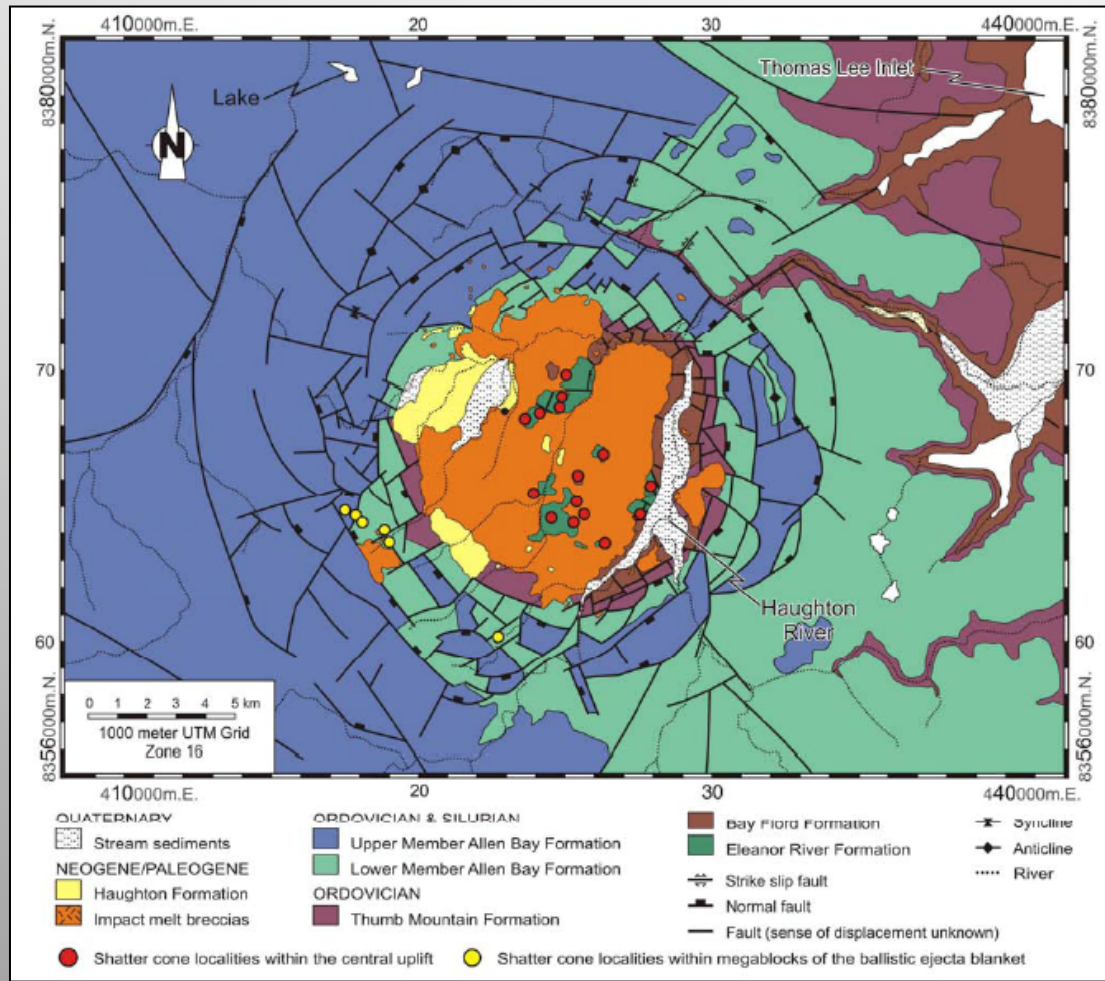 410000m.E. 20 30 440000m.E.
8380000m.N. 8380000m.N.
Thomas Lee Inlet
Lake
N
70 70
60 60
Haughton
River
0 1 2 3 4 5 km
1000 meter UTM Grid
Zone 16
8356000m.N. 8356000m.N.
410000m.E. 20 30 440000m.E.
QUATERNARY
Stream sediments
NEOGENE/PALEOGENE
Haughton Formation
Impact melt breccias
ORDOVICIAN & SILURIAN
Upper Member Allen Bay Formation
Lower Member Allen Bay Formation
ORDOVICIAN
Thumb Mountain Formation
Bay Fiord Formation
Eleanor River Formation
Strike slip fault
Normal fault
Fault (sense of displacement unknown)
Syncline
Anticline
River
Shatter cone localities within the central uplift
Shatter cone localities within megablocks of the ballistic ejecta blanket